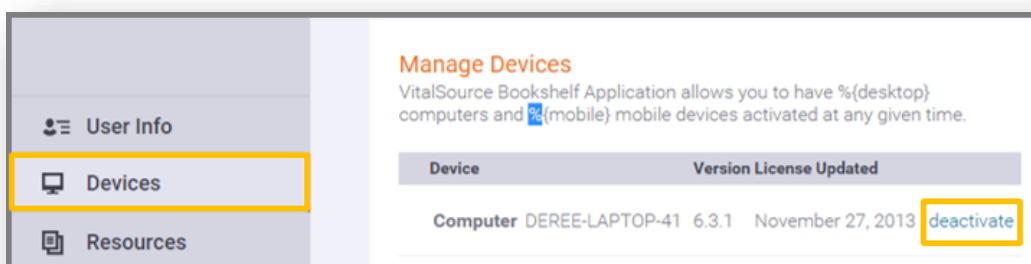 User Info
Devices
Resources
Manage Devices
VitalSource Bookshelf Application allows you to have %{desktop}
computers and %{mobile} mobile devices activated at any given time.
Device Version License Updated
Computer DEREE-LAPTOP-41 6.3.1 November 27, 2013 deactivate